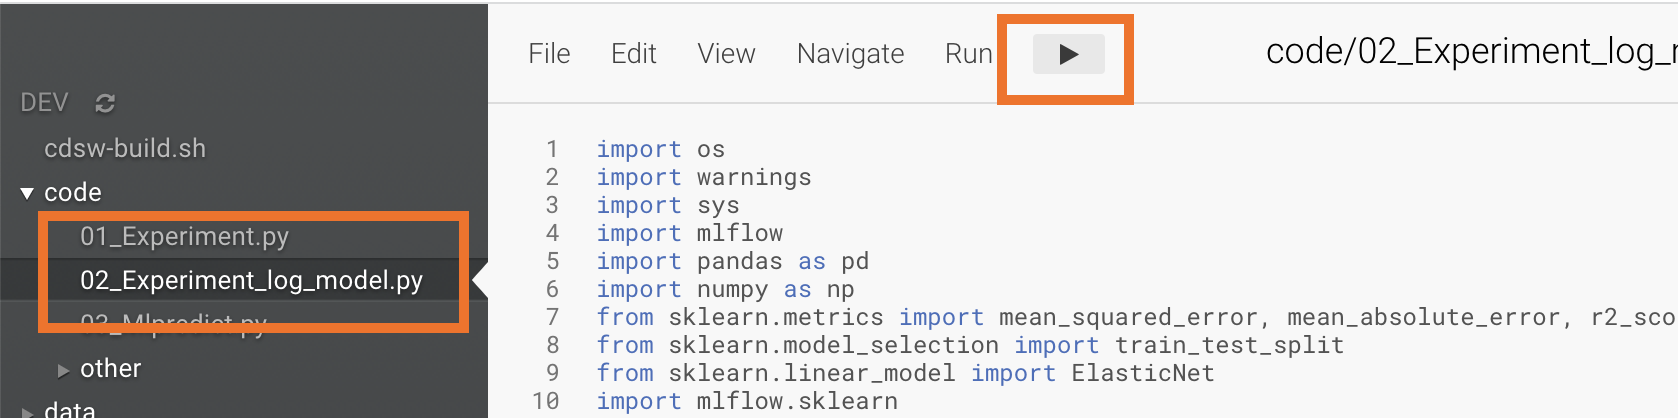 File Edit View Navigate Run code/02_Experiment_log_
DEV
cdsw-build.sh
code
01_Experiment.py
02_Experiment_log_model.py
03_Mlpredict.py
other
data
1 import os
2 import warnings
3 import sys
4 import mlflow
5 import pandas as pd
6 import numpy as np
7 from sklearn.metrics import mean_squared_error, mean_absolute_error, r2_sco
8 from sklearn.model_selection import train_test_split
9 from sklearn.linear_model import ElasticNet
10 import mlflow.sklearn